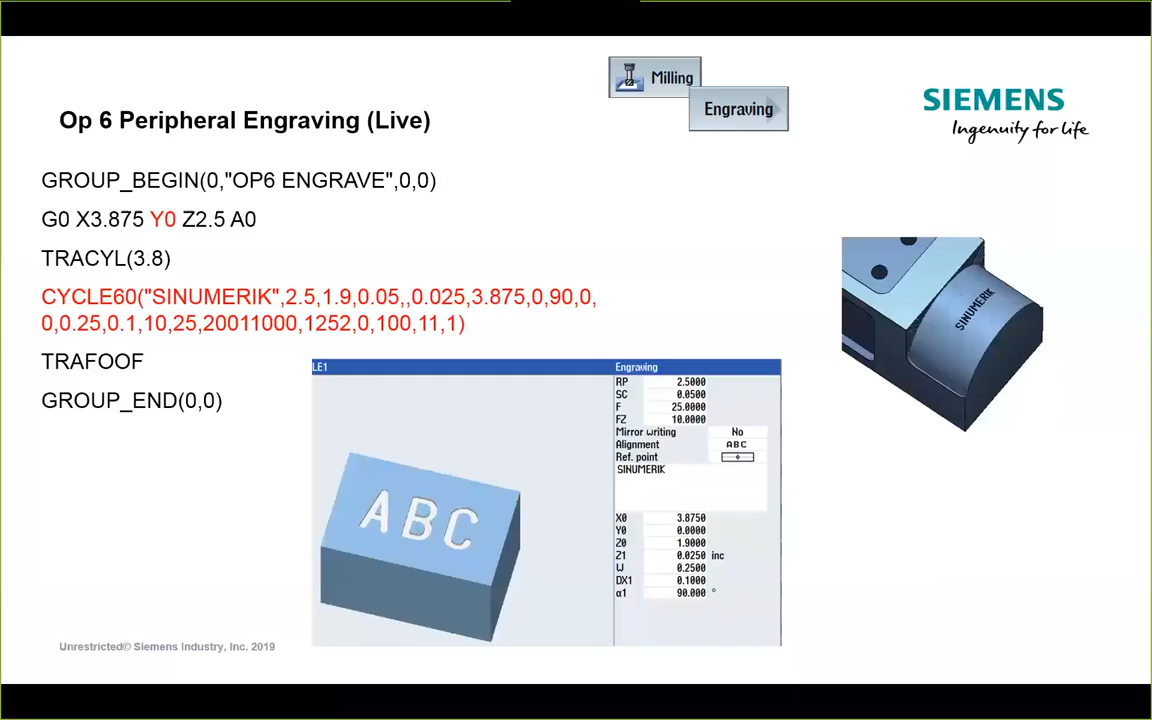 Milling
Engraving
SIEMENS
Ingenuity for life
Op 6 Peripheral Engraving (Live)
GROUP_BEGIN(0,"OP6 ENGRAVE",0,0)
G0 X3.875 Y0 Z2.5 A0
TRACYL(3.8)
CYCLE60("SINUMERIK",2.5,1.9,0.05,,0.025,3.875,0,90,0,
0,0.25,0.1,10,25,20011000,1252,0,100,11,1)
TRAFOOF
GROUP_END(0,0)
SINUMERIK
LE1
Engraving
RP 2.5000
SC 0.0500
F 25.0000
FZ 10.0000
Mirror writing No
Alignment ABC
Ref. point
SINUMERIK
X0 3.8750
Y0 0.0000
Z0 1.9000
Z1 0.0250 inc
W 0.2500
DX1 0.1000
α1 90.000 °
ABC
Unrestricted© Siemens Industry, Inc. 2019